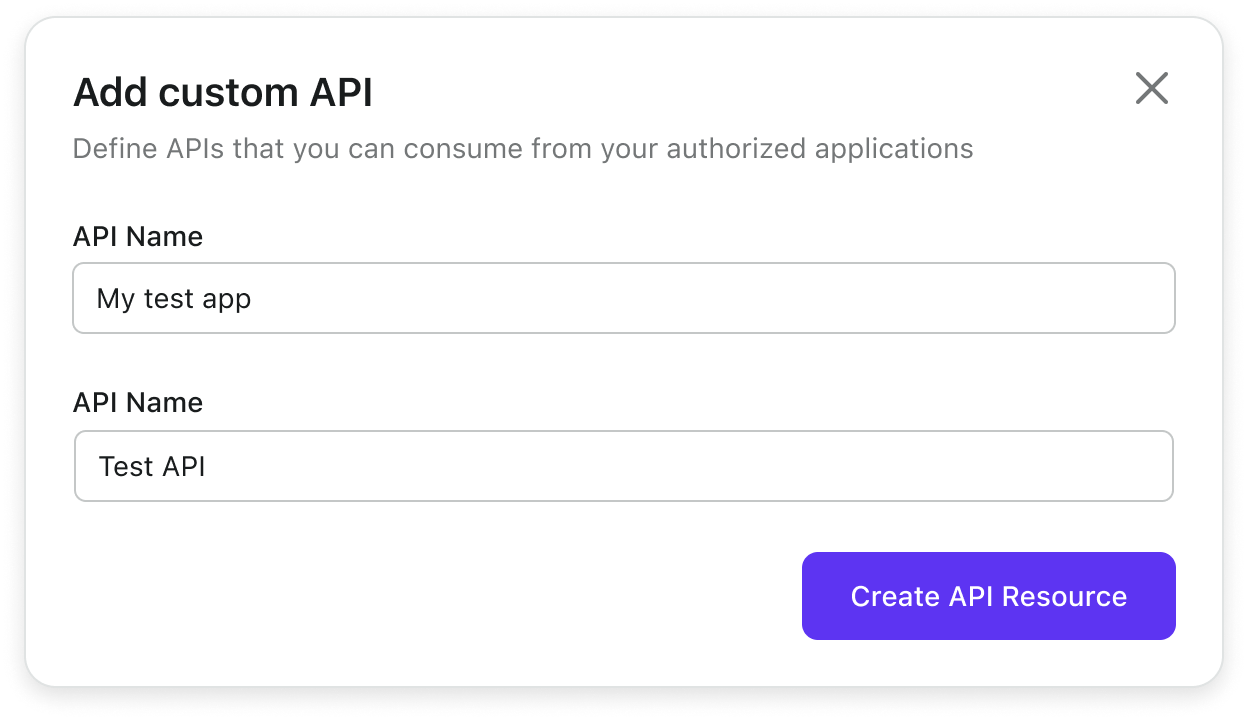 Add custom API
Define APIs that you can consume from your authorized applications
API Name
My test app
API Name
Test API
Create API Resource